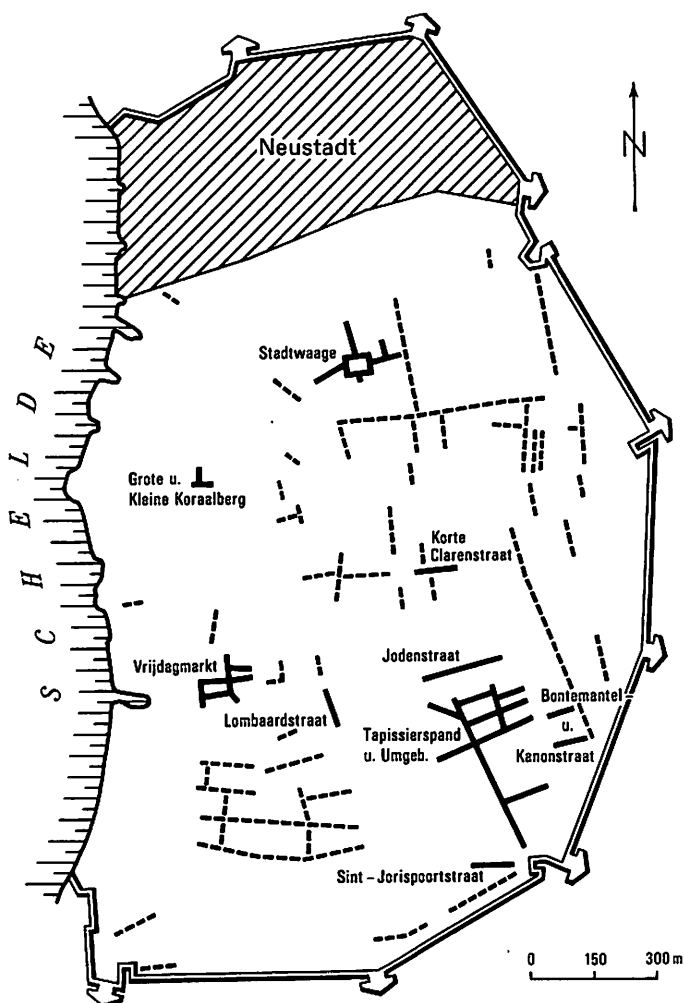 Neustadt
N
Stadtwaage
SCHELDE
Grote u.
Kleine Koraalberg
Korte
Clarenstraat
Vrijdagmarkt
Jodenstraat
Lombaardstraat
Bontemantel-
u.
Kanonstraat
Tapissierspand
u. Umgeb.
Sint-Jorispoortstraat
0 150 300 m